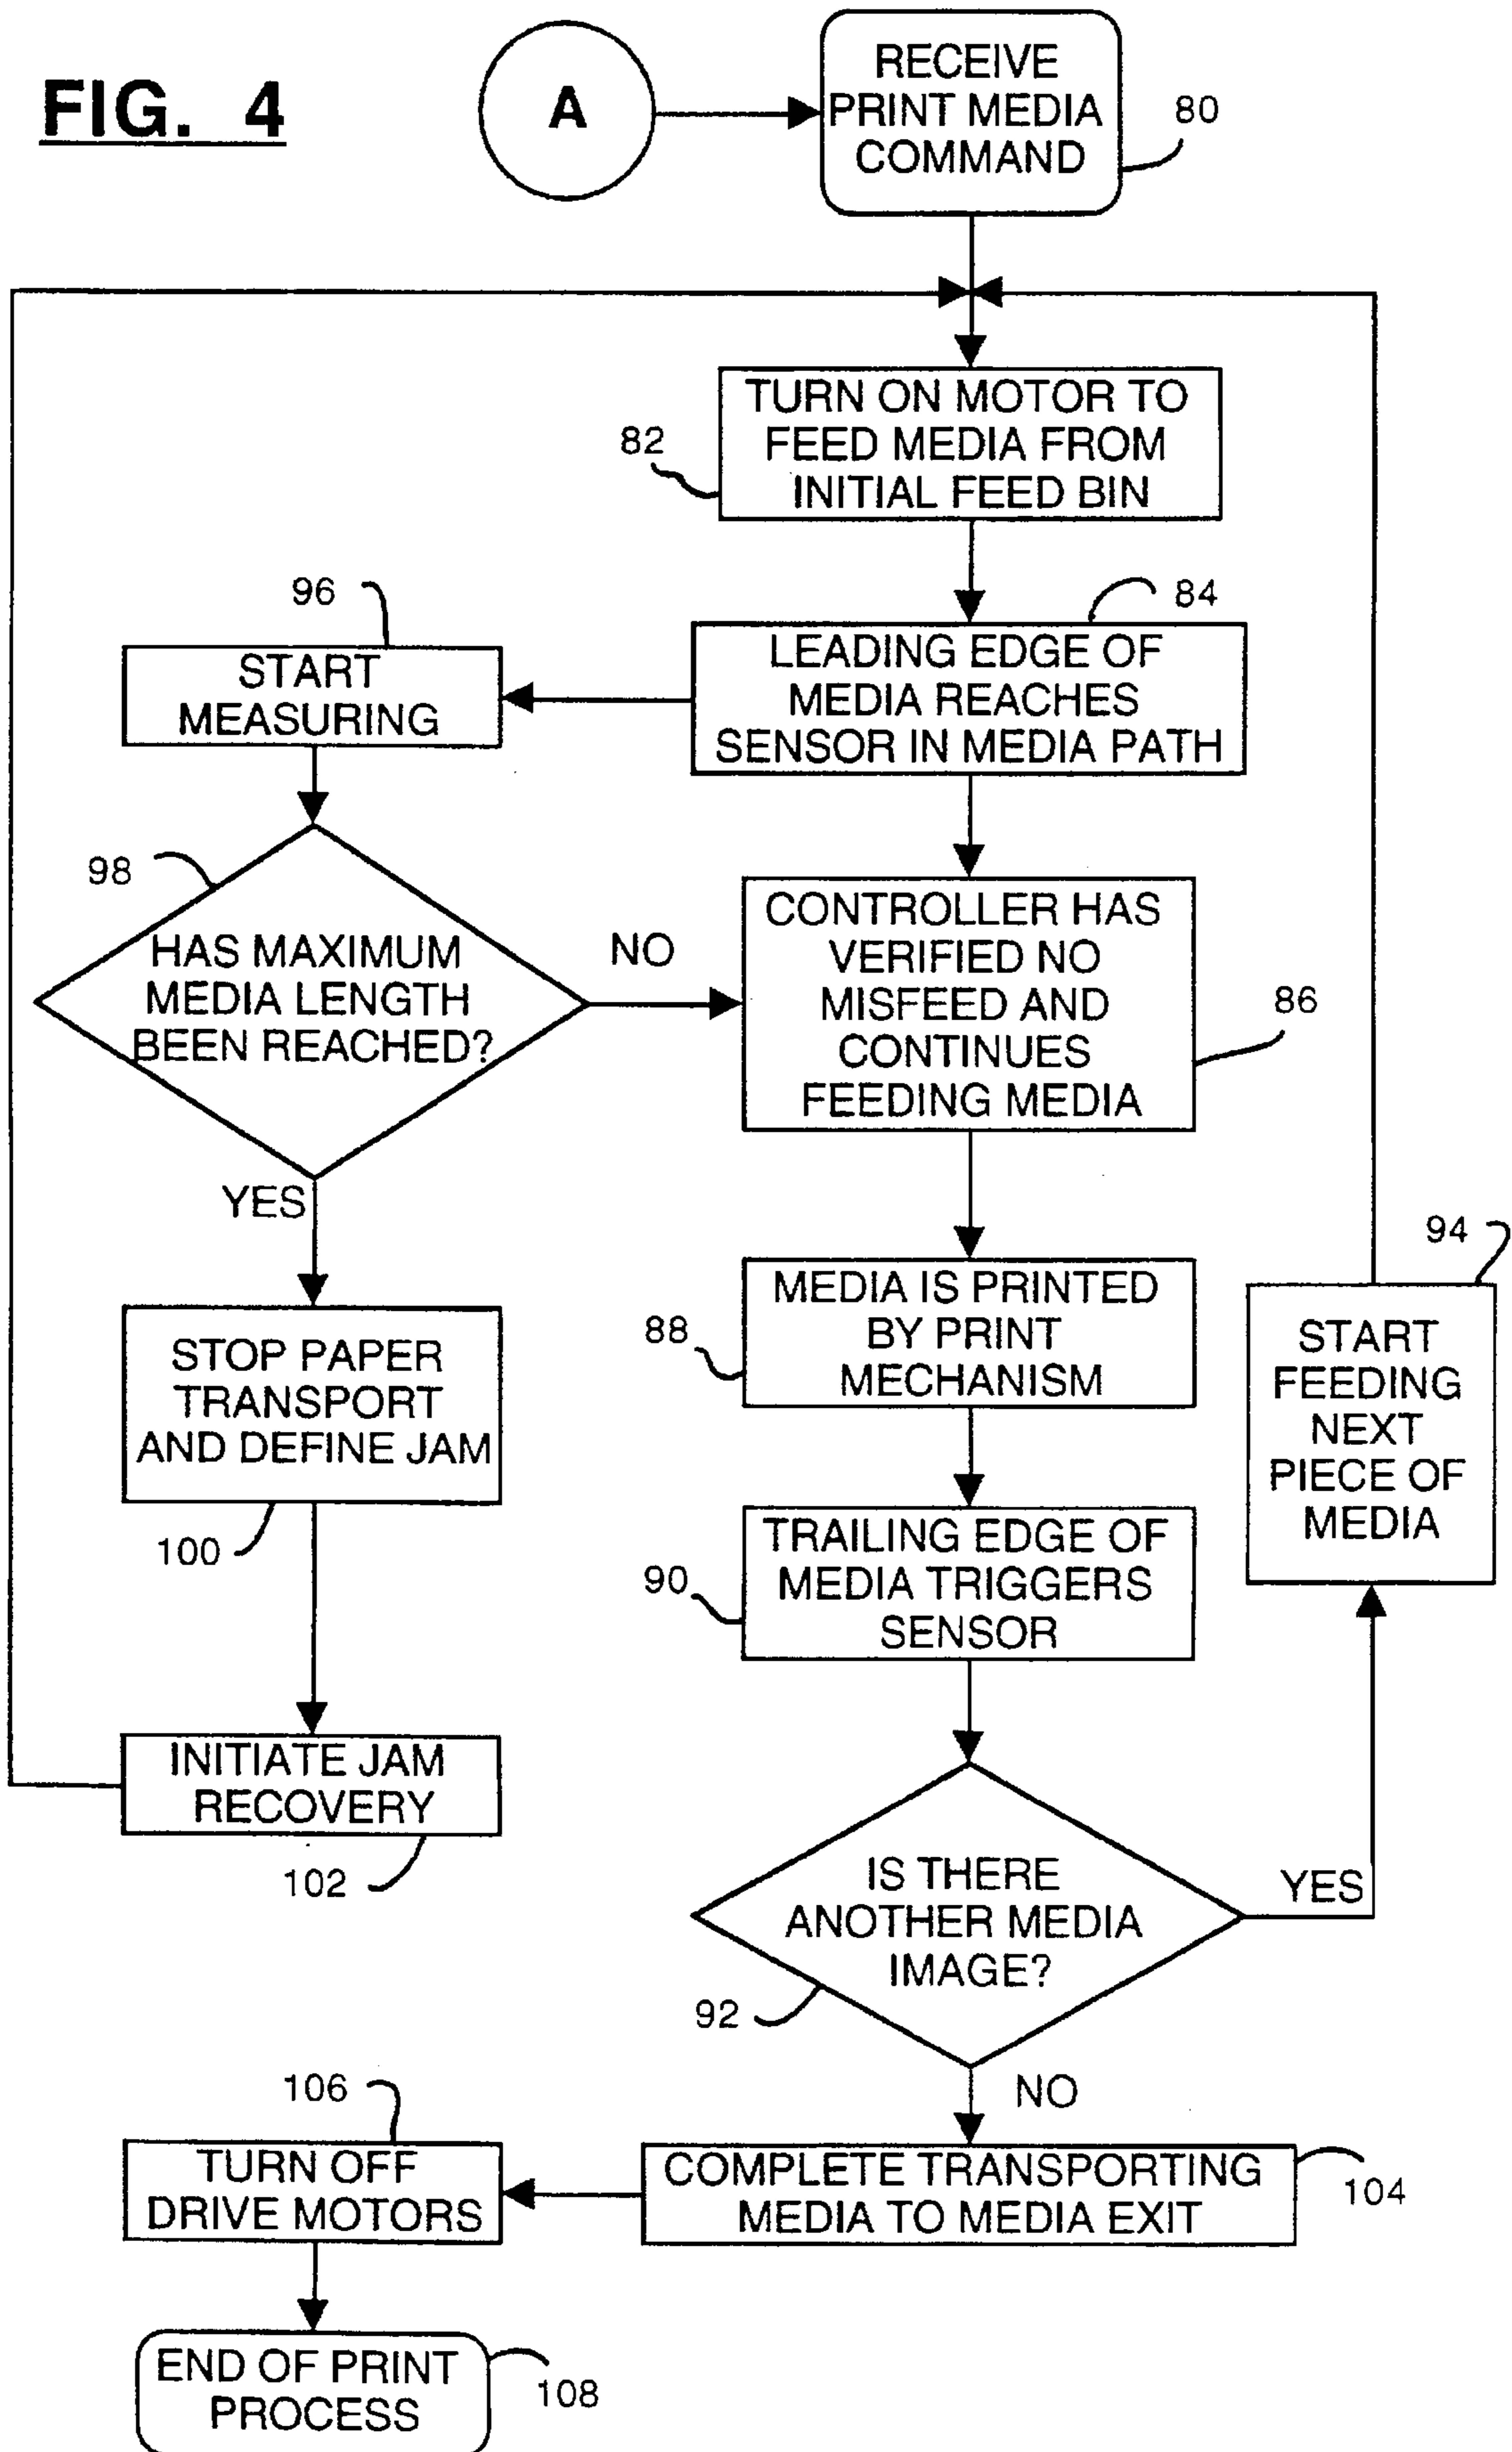 FIG. 4
A
RECEIVE
PRINT MEDIA
COMMAND
80
TURN ON MOTOR TO
FEED MEDIA FROM
INITIAL FEED BIN
82
LEADING EDGE OF
MEDIA REACHES
SENSOR IN MEDIA PATH
84
START
MEASURING
96
HAS MAXIMUM
MEDIA LENGTH
BEEN REACHED?
98
NO
YES
CONTROLLER HAS
VERIFIED NO
MISFEED AND
CONTINUES
FEEDING MEDIA
86
STOP PAPER
TRANSPORT
AND DEFINE JAM
100
MEDIA IS PRINTED
BY PRINT
MECHANISM
88
START
FEEDING
NEXT
PIECE OF
MEDIA
94
TRAILING EDGE OF
MEDIA TRIGGERS
SENSOR
90
INITIATE JAM
RECOVERY
102
IS THERE
ANOTHER MEDIA
IMAGE?
92
YES
NO
COMPLETE TRANSPORTING
MEDIA TO MEDIA EXIT
104
TURN OFF
DRIVE MOTORS
106
END OF PRINT
PROCESS
108